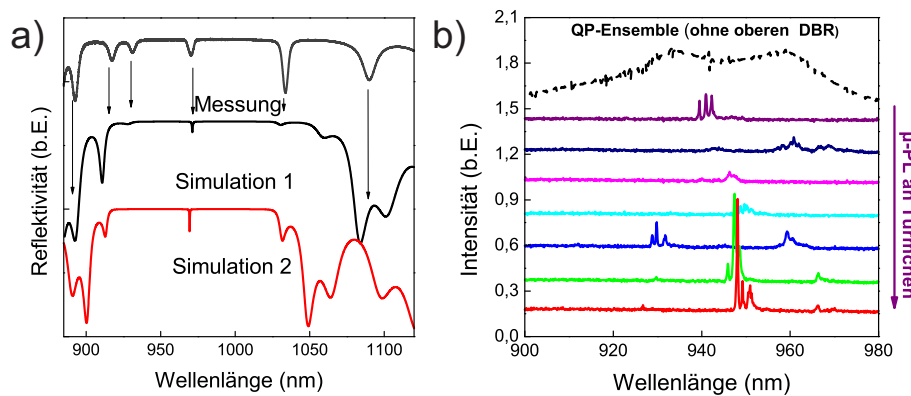 a)
Reflektivität (b.E.)
Messung
Simulation 1
Simulation 2
900 950 1000 1050 1100
Wellenlänge (nm)
b)
Intensität (b.E.)
2,1
1,8
1,5
1,2
0,9
0,6
0,3
0,0
QP-Ensemble (ohne oberen DBR)
µ-PL an Türmchen
900 920 940 960 980
Wellenlänge (nm)